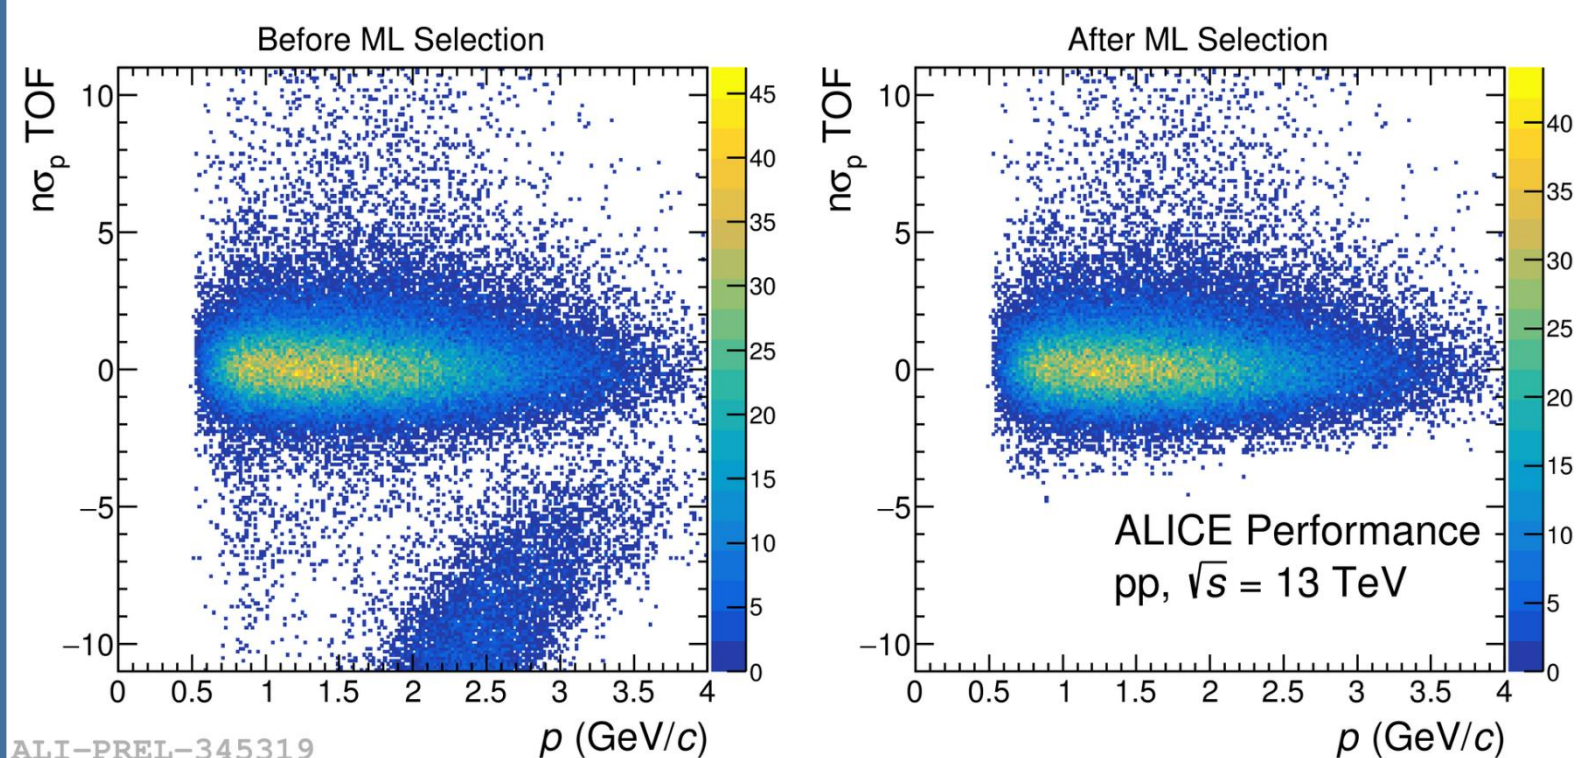 Before ML Selection
nσp TOF
10
5
0
−5
−10
0 0.5 1 1.5 2 2.5 3 3.5 4
p (GeV/c)
45
40
35
30
25
20
15
10
5
0
After ML Selection
nσp TOF
10
5
0
−5
−10
ALICE Performance
pp, √s = 13 TeV
0 0.5 1 1.5 2 2.5 3 3.5 4
p (GeV/c)
40
35
30
25
20
15
10
5
0
ALI−PREL−345319